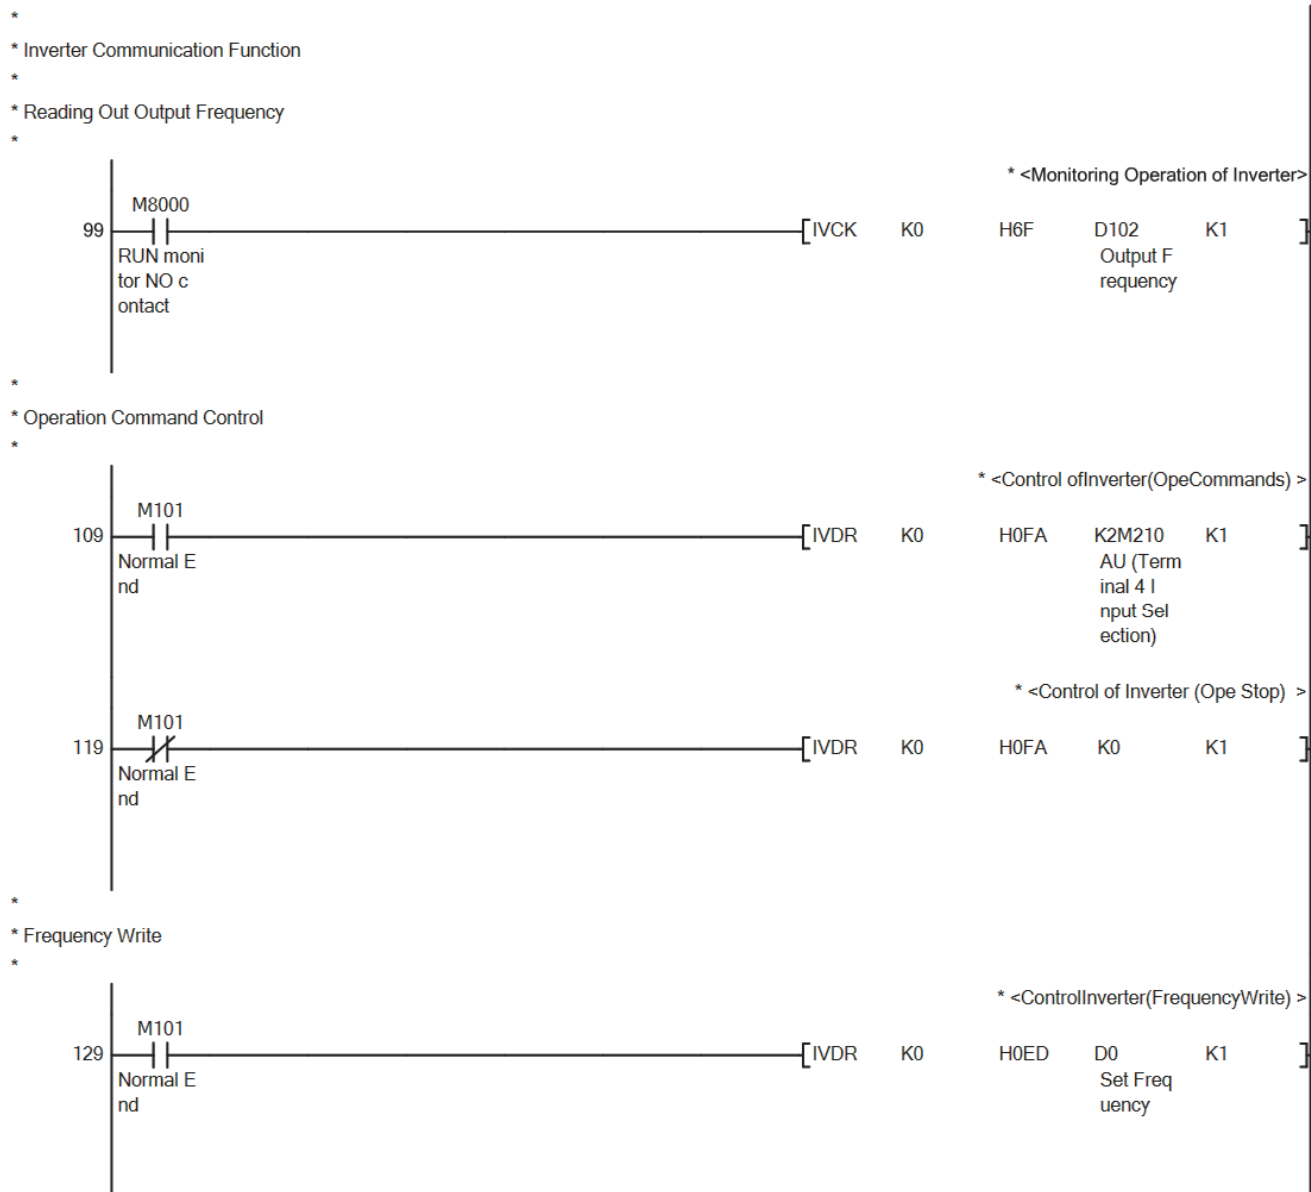 *
* Inverter Communication Function
*
* Reading Out Output Frequency
*
* <Monitoring Operation of Inverter>
M8000
99 [IVCK K0 H6F D102 K1 ]
RUN moni Output F
tor NO c requency
ontact
*
* Operation Command Control
*
* <Control ofInverter(OpeCommands) >
M101
109 [IVDR K0 H0FA K2M210 K1 ]
Normal E AU (Term
nd inal 4 I
nput Sel
ection)
* <Control of Inverter (Ope Stop) >
M101
119 [IVDR K0 H0FA K0 K1 ]
Normal E
nd
*
* Frequency Write
*
* <ControlInverter(FrequencyWrite) >
M101
129 [IVDR K0 H0ED D0 K1 ]
Normal E Set Freq
nd uency